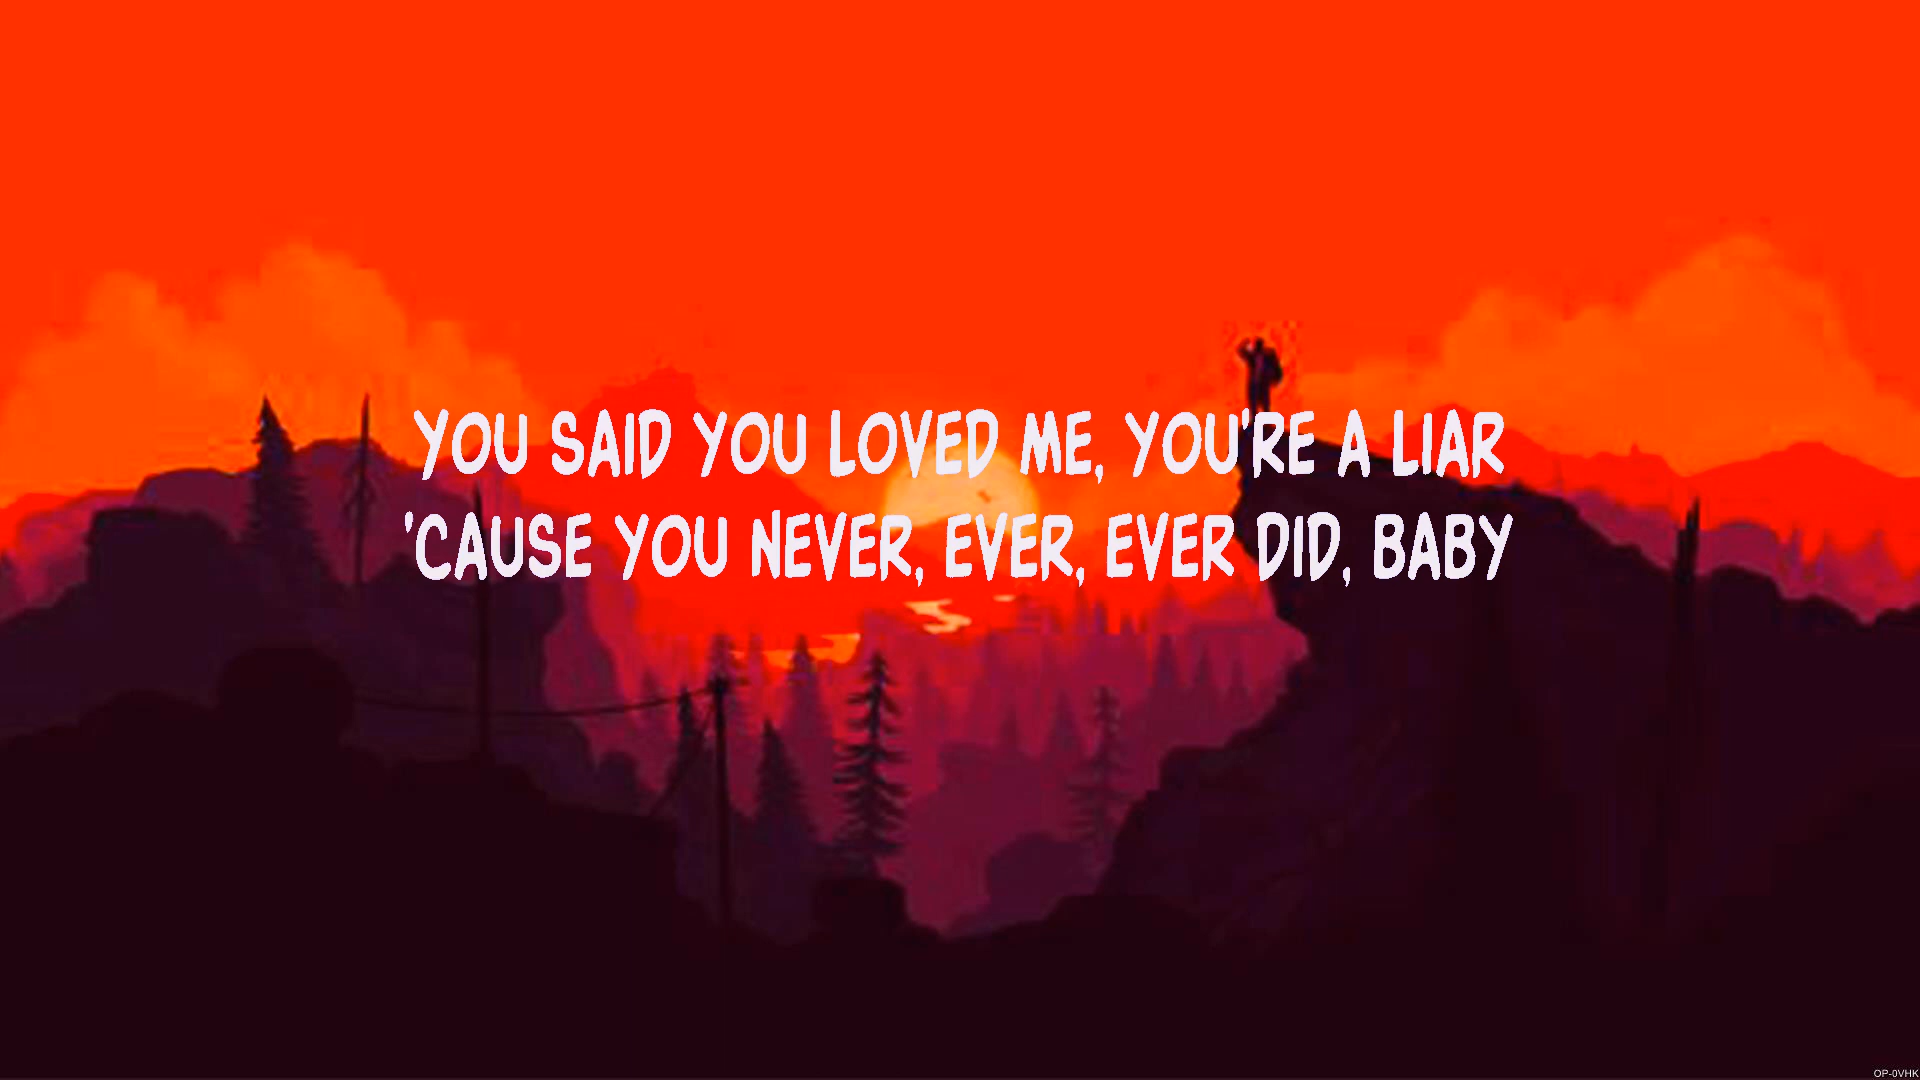 YOU SAID YOU LOVED ME, YOU'RE A LIAR
'CAUSE YOU NEVER, EVER, EVER DID, BABY
OP-0VHK